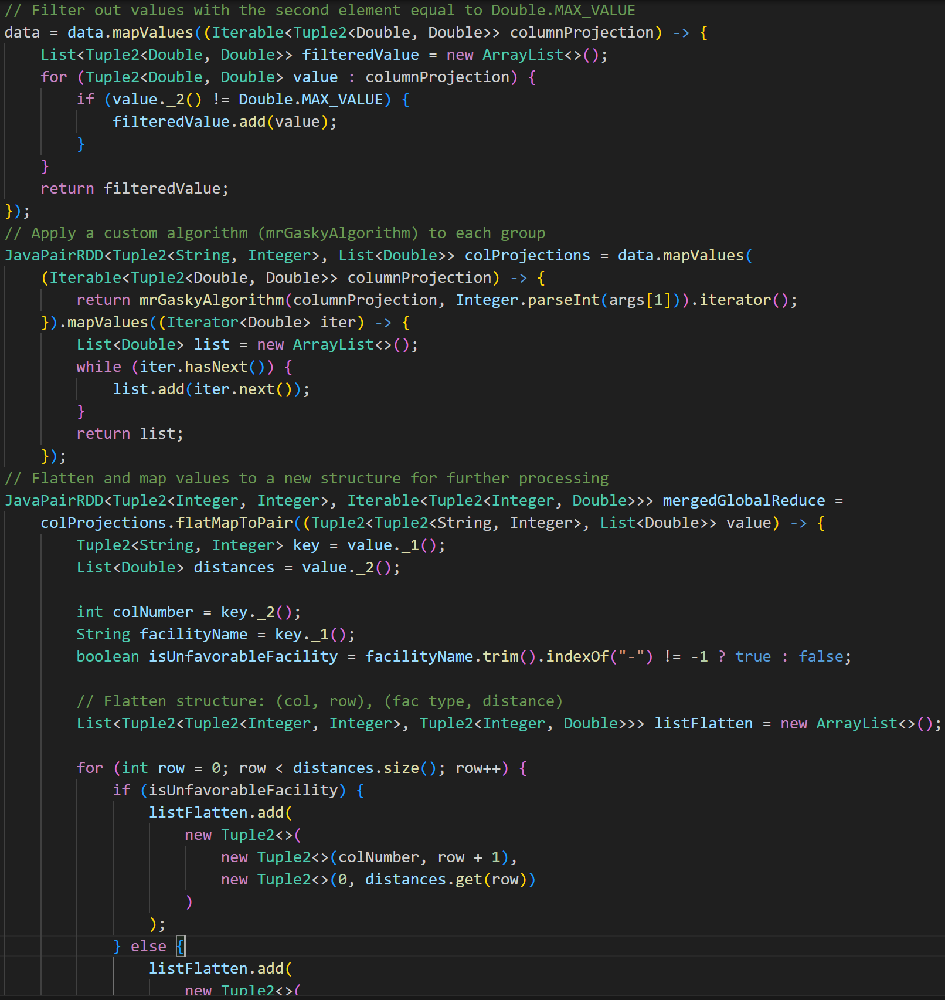 // Filter out values with the second element equal to Double.MAX_VALUE
data = data.mapValues((Iterable<Tuple2<Double, Double>> columnProjection) -> {
    List<Tuple2<Double, Double>> filteredValue = new ArrayList<>();
    for (Tuple2<Double, Double> value : columnProjection) {
        if (value._2() != Double.MAX_VALUE) {
            filteredValue.add(value);
        }
    }
    return filteredValue;
});
// Apply a custom algorithm (mrGaskyAlgorithm) to each group
JavaPairRDD<Tuple2<String, Integer>, List<Double>> colProjections = data.mapValues(
    (Iterable<Tuple2<Double, Double>> columnProjection) -> {
        return mrGaskyAlgorithm(columnProjection, Integer.parseInt(args[1])).iterator();
    }).mapValues((Iterator<Double> iter) -> {
        List<Double> list = new ArrayList<>();
        while (iter.hasNext()) {
            list.add(iter.next());
        }
        return list;
    });
// Flatten and map values to a new structure for further processing
JavaPairRDD<Tuple2<Integer, Integer>, Iterable<Tuple2<Integer, Double>>> mergedGlobalReduce =
    colProjections.flatMapToPair((Tuple2<Tuple2<String, Integer>, List<Double>> value) -> {
        Tuple2<String, Integer> key = value._1();
        List<Double> distances = value._2();

        int colNumber = key._2();
        String facilityName = key._1();
        boolean isUnfavorableFacility = facilityName.trim().indexOf("-") != -1 ? true : false;

        // Flatten structure: (col, row), (fac type, distance)
        List<Tuple2<Tuple2<Integer, Integer>, Tuple2<Integer, Double>>> listFlatten = new ArrayList<>();

        for (int row = 0; row < distances.size(); row++) {
            if (isUnfavorableFacility) {
                listFlatten.add(
                    new Tuple2<>(
                        new Tuple2<>(colNumber, row + 1),
                        new Tuple2<>(0, distances.get(row))
                    )
                );
            } else {
                listFlatten.add(
                    new Tuple2<>(